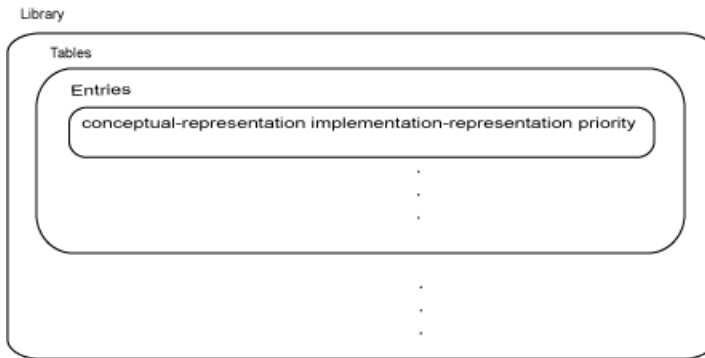 Library
Tables
Entries
conceptual-representation implementation-representation priority